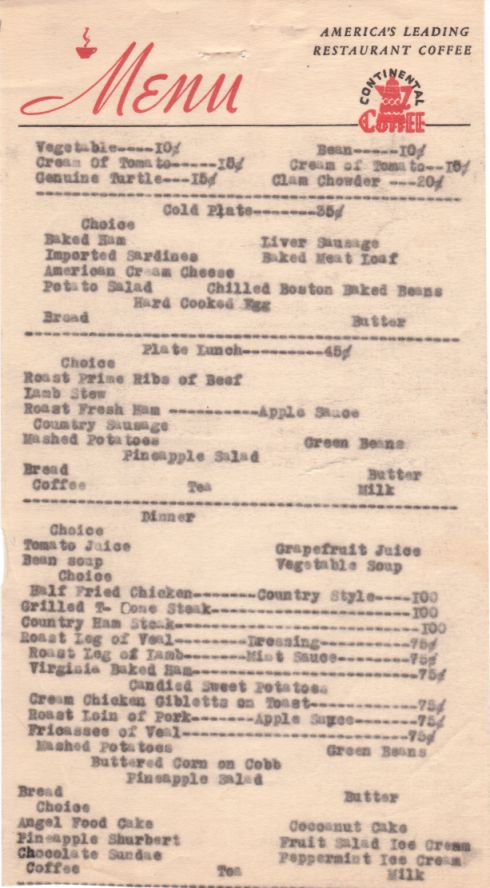 AMERICA'S LEADING
RESTAURANT COFFEE
Menu
CONTINENTAL
COFFEE
Vegetable----10¢ Bean-----10¢
Cream Of Tomato-----15¢ Cream of Tomato--15¢
Genuine Turtle---15¢ Clam Chowder ---20¢
Cold Plate-------35¢
Choice
Baked Ham Liver Sausage
Imported Sardines Baked Meat Loaf
American Cream Cheese
Potato Salad Chilled Boston Baked Beans
Hard Cooked Egg
Bread Butter
Plate Lunch---------45¢
Choice
Roast Prime Ribs of Beef
Lamb Stew
Roast Fresh Ham ----------Apple Sauce
Country Sausage
Mashed Potatoes Green Beans
Pineapple Salad
Bread Butter
Coffee Tea Milk
Dinner
Choice
Tomato Juice Grapefruit Juice
Bean soup Vegetable Soup
Choice
Half Fried Chicken-------Country Style----100
Grilled T- Bone Steak----------------------100
Country Ham Steak---------------------------100
Roast Leg of Veal--------Dressing----------75¢
Roast Leg of Lamb-------Mint Sauce--------75¢
Virginia Baked Ham-------------------------75¢
Candied Sweet Potatoes
Cream Chicken Gibletts on Toast-----------75¢
Roast Loin of Pork-------Apple Sauce-------75¢
Fricassee of Veal--------------------------75¢
Mashed Potatoes Green Beans
Buttered Corn on Cobb
Pineapple Salad
Bread Butter
Choice
Angel Food Cake Cocoanut Cake
Pineapple Shurbert Fruit Salad Ice Cream
Chocolate Sundae Peppermint Ice Cream
Coffee Tea Milk